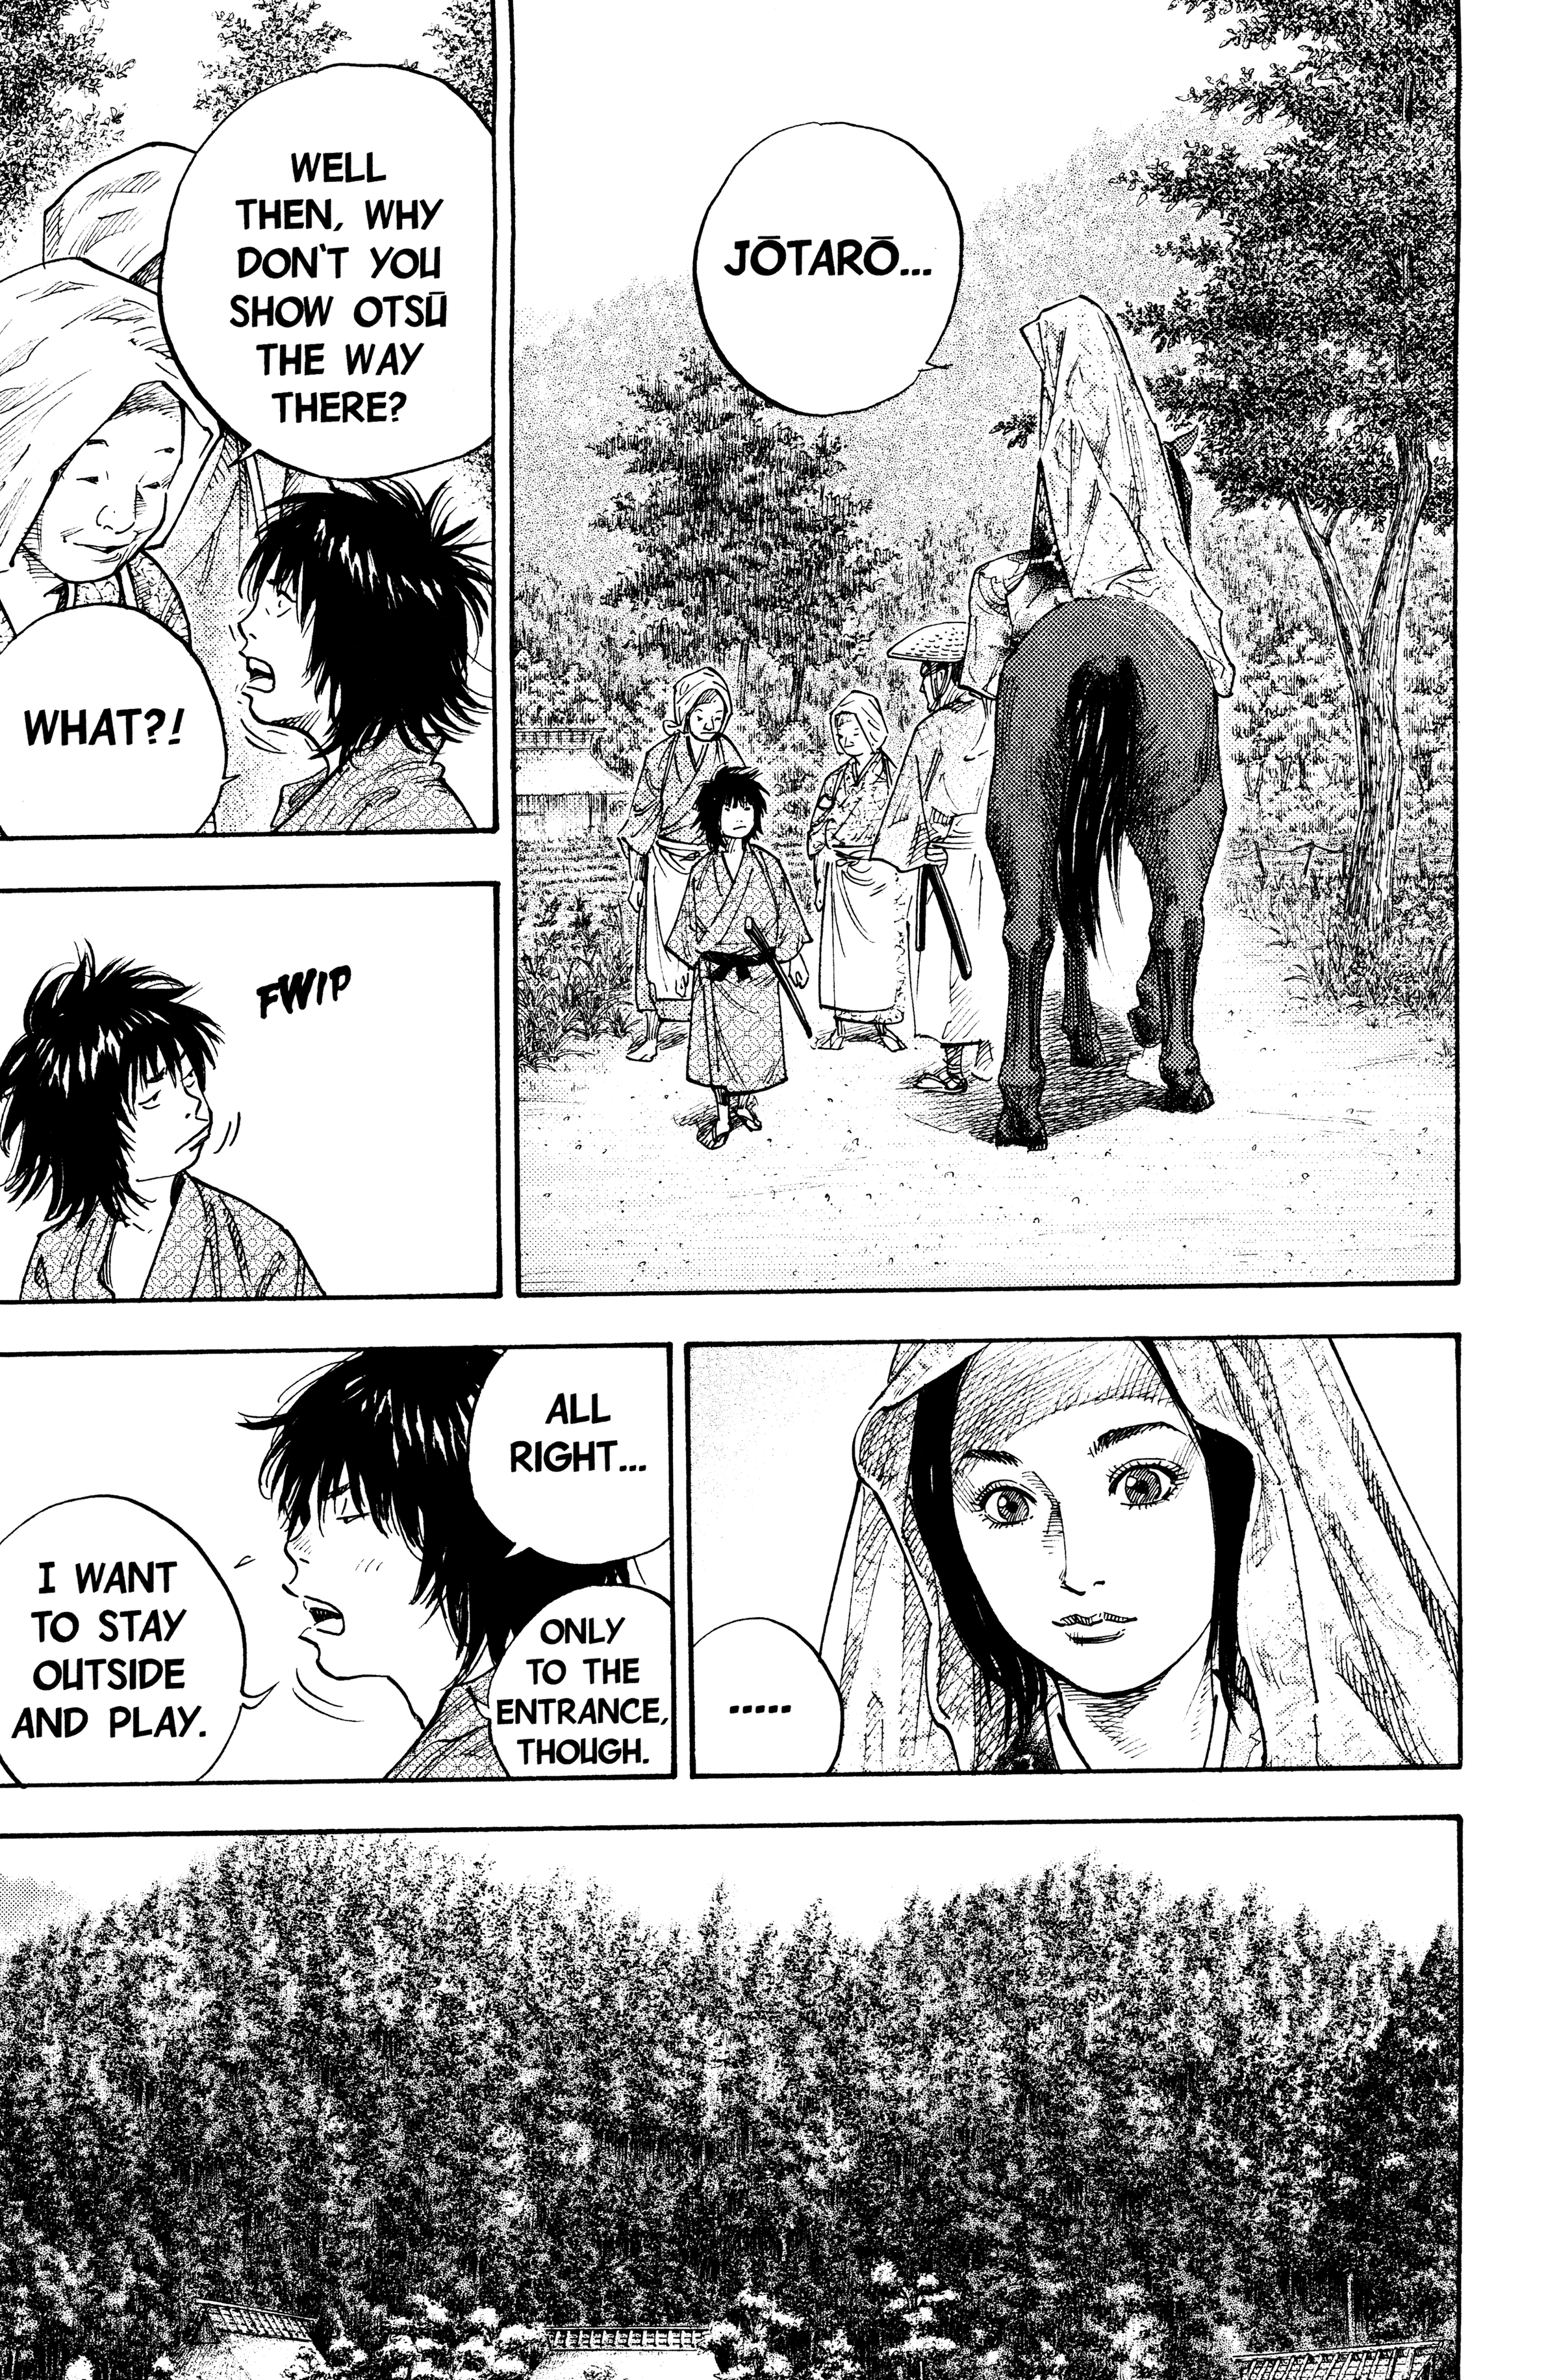 JŌTARŌ...
WELL
THEN, WHY
DON'T YOU
SHOW OTSŪ
THE WAY
THERE?
WHAT?!
FWIP
.....
ALL
RIGHT...
ONLY
TO THE
ENTRANCE,
THOUGH.
I WANT
TO STAY
OUTSIDE
AND PLAY.